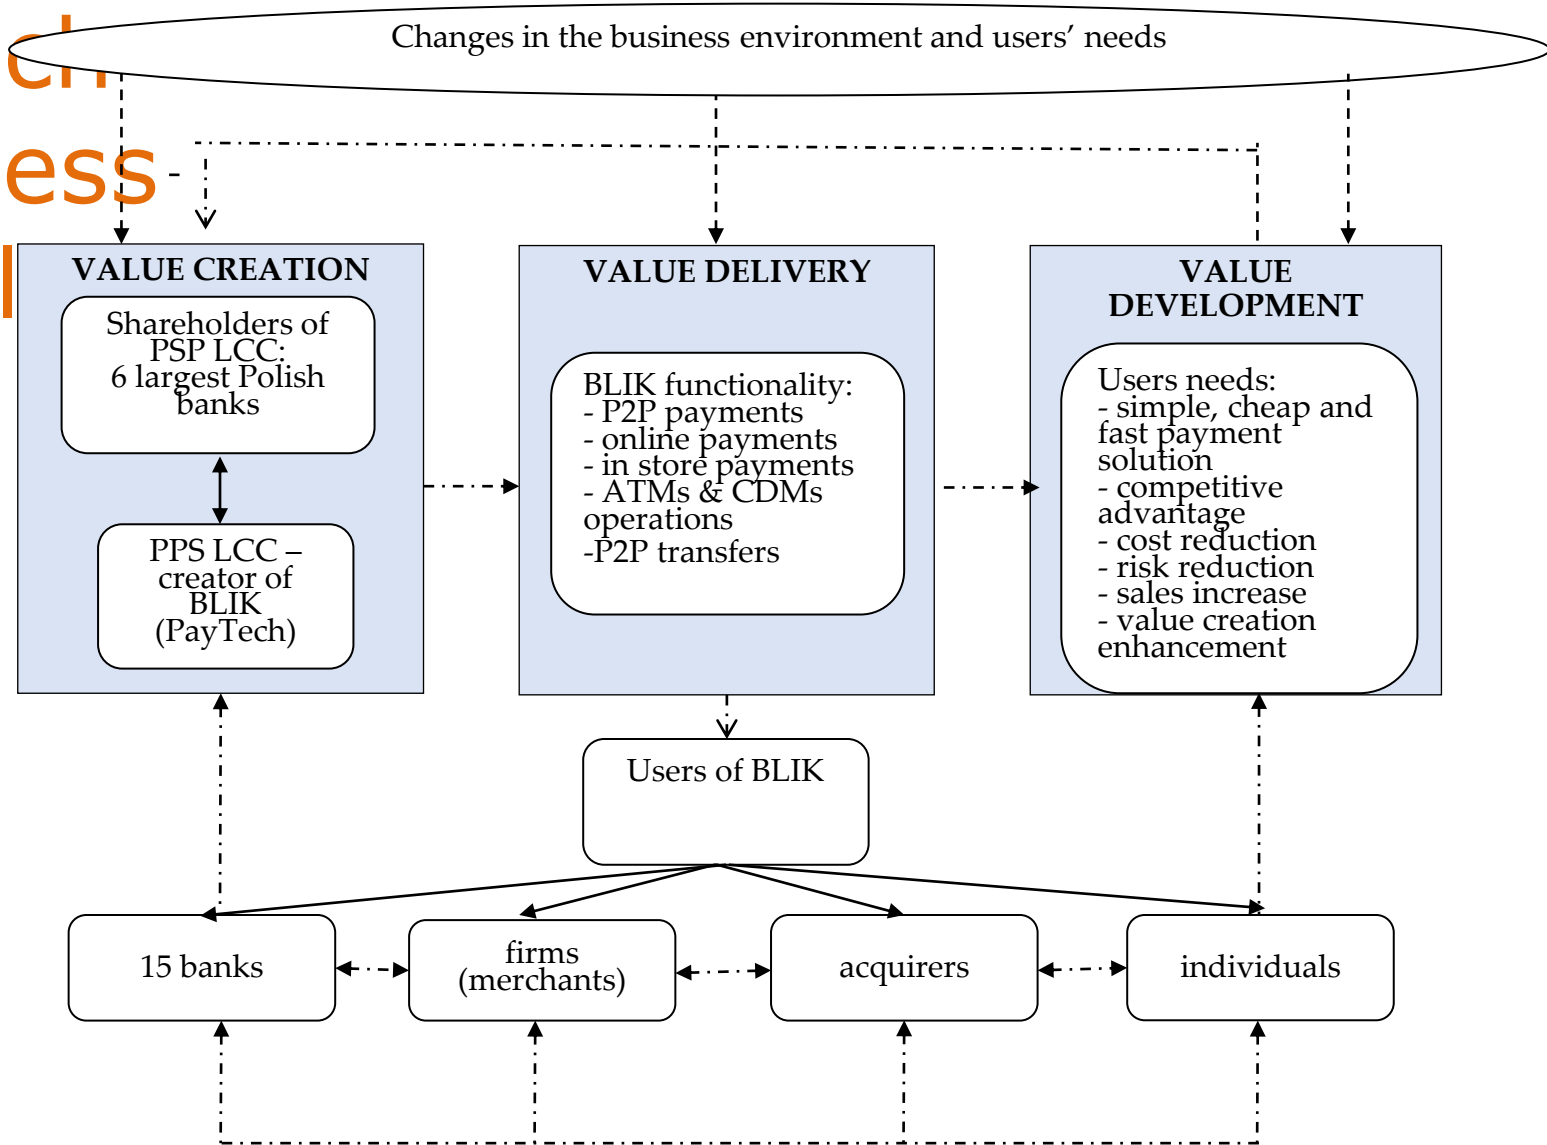 Changes in the business environment and users' needs
ch
ess
VALUE CREATION
Shareholders of
PSP LCC:
6 largest Polish
banks
PPS LCC –
creator of
BLIK
(PayTech)
VALUE DELIVERY
BLIK functionality:
- P2P payments
- online payments
- in store payments
- ATMs & CDMs
operations
-P2P transfers
VALUE
DEVELOPMENT
Users needs:
- simple, cheap and
fast payment
solution
- competitive
advantage
- cost reduction
- risk reduction
- sales increase
- value creation
enhancement
Users of BLIK
15 banks
firms
(merchants)
acquirers
individuals